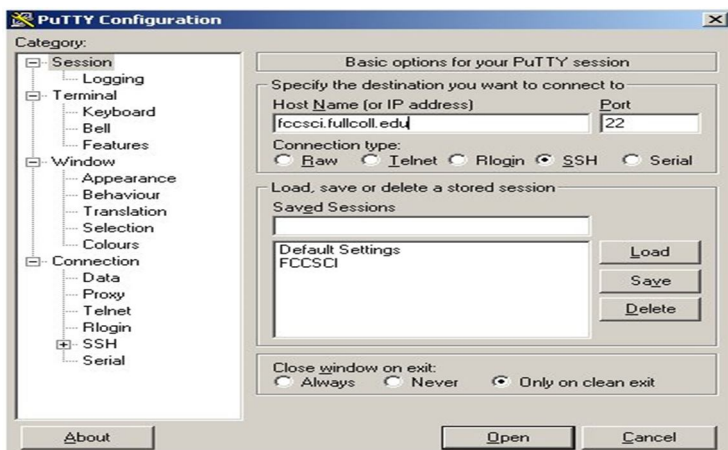 PuTTY Configuration
Category:
Session
Logging
Terminal
Keyboard
Bell
Features
Window
Appearance
Behaviour
Translation
Selection
Colours
Connection
Data
Proxy
Telnet
Rlogin
SSH
Serial
Basic options for your PuTTY session
Specify the destination you want to connect to
Host Name (or IP address) Port
fccsci.fullcoll.edu 22
Connection type:
Raw Telnet Rlogin SSH Serial
Load, save or delete a stored session
Saved Sessions
Default Settings
FCCSCI
Load
Save
Delete
Close window on exit:
Always Never Only on clean exit
About Open Cancel